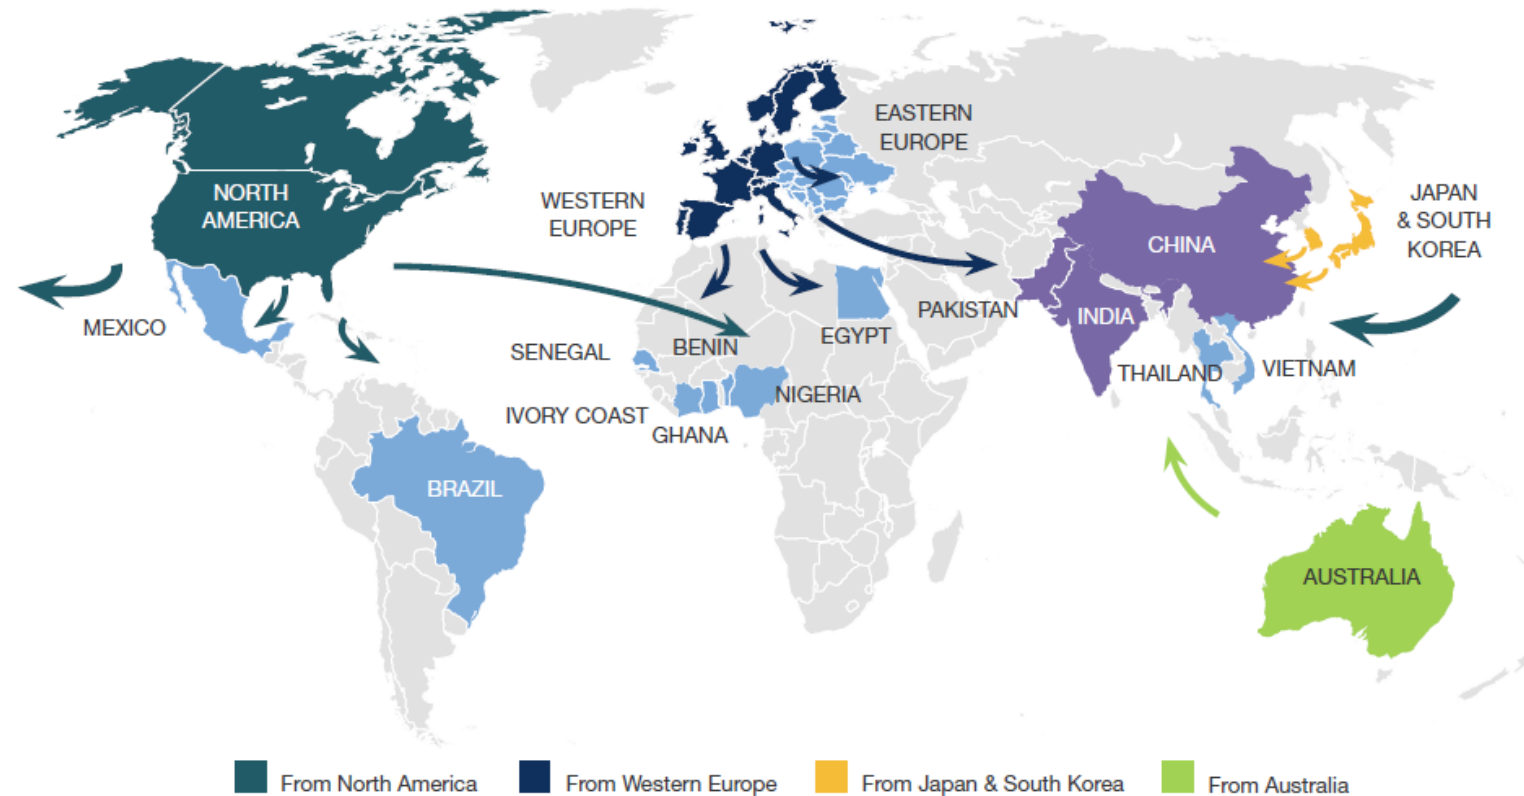 NORTH
AMERICA
MEXICO
BRAZIL
WESTERN
EUROPE
EASTERN
EUROPE
SENEGAL
BENIN
IVORY COAST
GHANA
NIGERIA
EGYPT
PAKISTAN
INDIA
CHINA
THAILAND
VIETNAM
JAPAN
& SOUTH
KOREA
AUSTRALIA
From North America
From Western Europe
From Japan & South Korea
From Australia